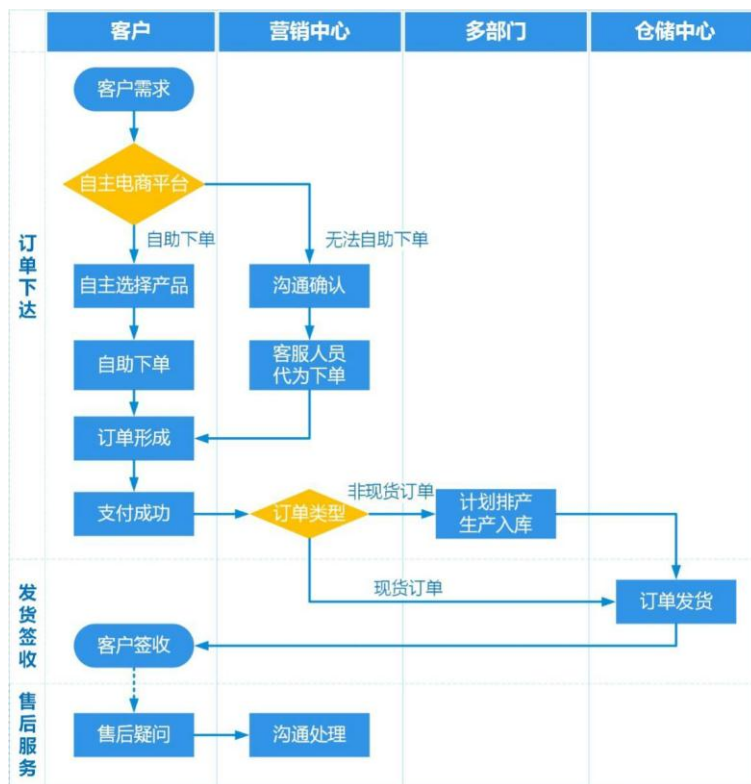 客户
营销中心
多部门
仓储中心
订单下达
客户需求
自主电商平台
自助下单
无法自助下单
自主选择产品
沟通确认
自助下单
客服人员
代为下单
订单形成
支付成功
订单类型
非现货订单
计划排产
生产入库
发货签收
现货订单
订单发货
客户签收
售后服务
售后疑问
沟通处理